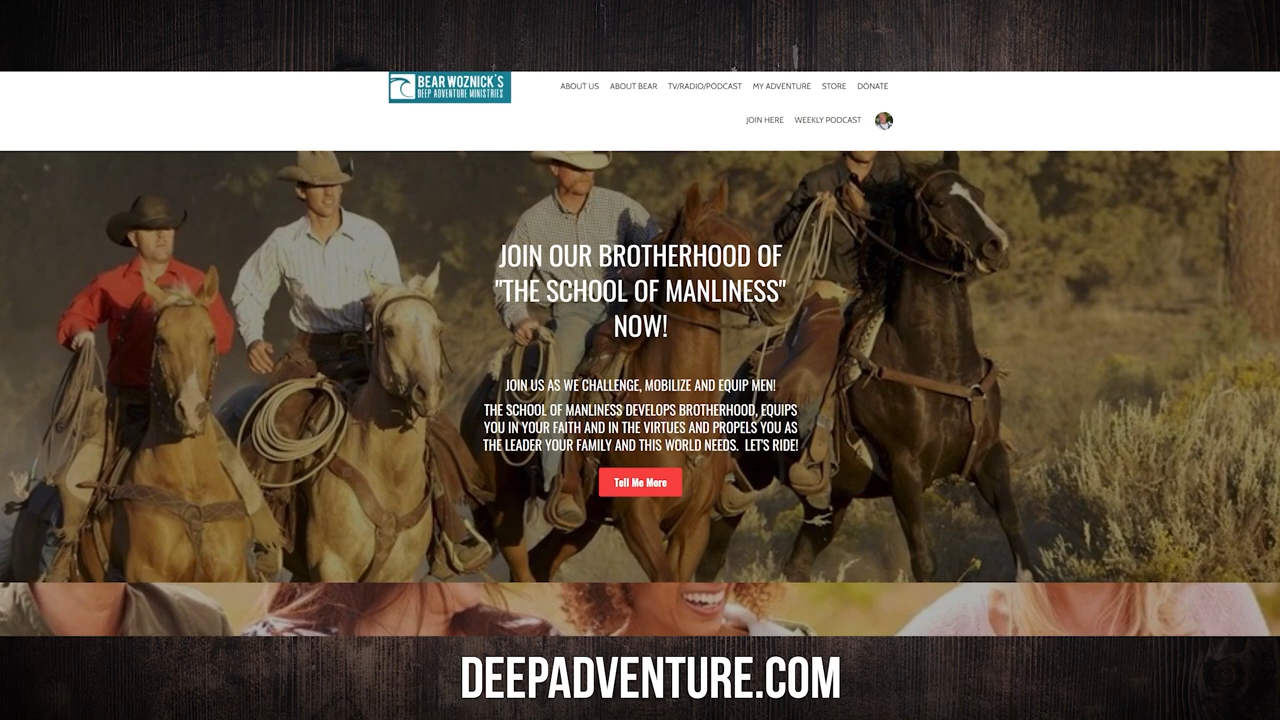 BEAR WOZNICK'S
DEEP ADVENTURE MINISTRIES
ABOUT US ABOUT BEAR TV/RADIO/PODCAST MY ADVENTURE STORE DONATE
JOIN HERE WEEKLY PODCAST
JOIN OUR BROTHERHOOD OF
"THE SCHOOL OF MANLINESS"
NOW!
JOIN US AS WE CHALLENGE, MOBILIZE AND EQUIP MEN!
THE SCHOOL OF MANLINESS DEVELOPS BROTHERHOOD, EQUIPS
YOU IN YOUR FAITH AND IN THE VIRTUES AND PROPELS YOU AS
THE LEADER YOUR FAMILY AND THIS WORLD NEEDS. LET'S RIDE!
Tell Me More
DEEPADVENTURE.COM